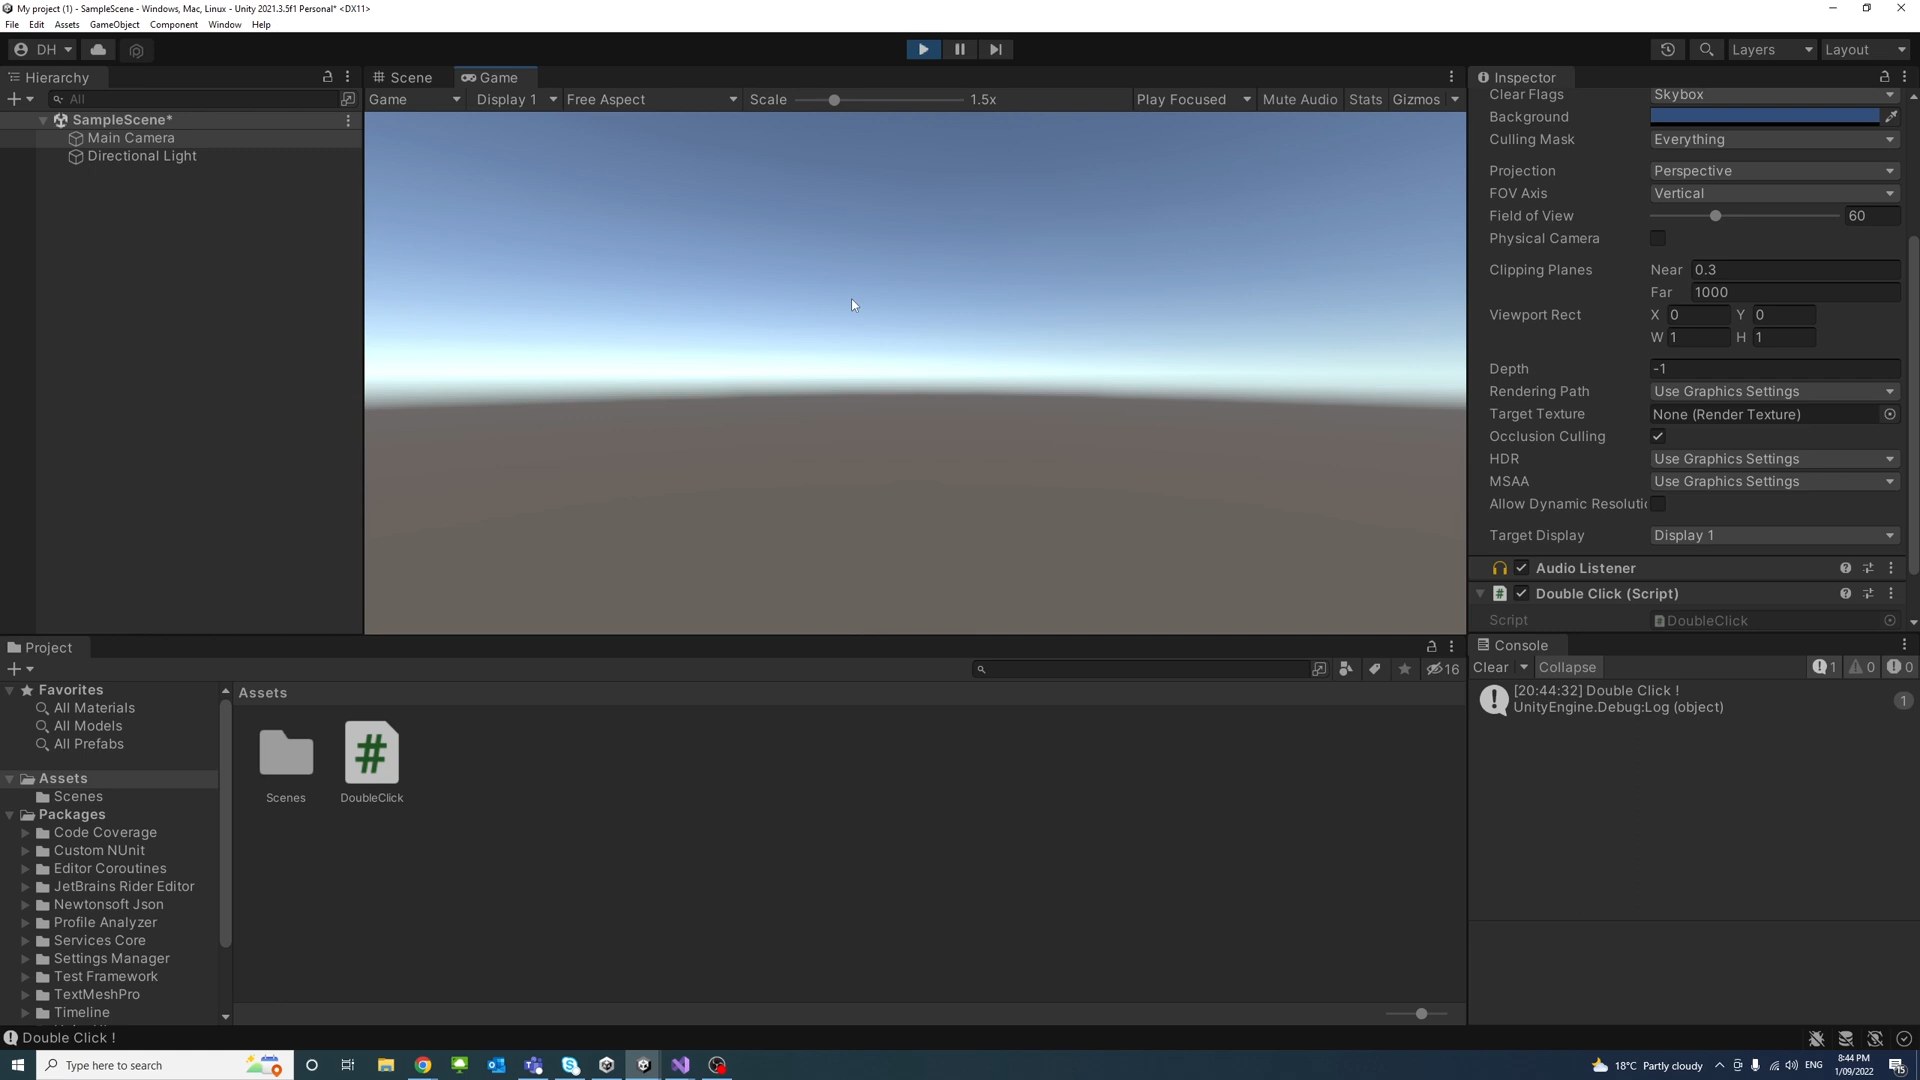 My project (1) - SampleScene - Windows, Mac, Linux - Unity 2021.3.5f1 Personal* <DX11>
File Edit Assets GameObject Component Window Help
DH
Layers Layout
Hierarchy
Scene Game
Inspector
All
Game Display 1 Free Aspect Scale 1.5x Play Focused Mute Audio Stats Gizmos
SampleScene*
Main Camera
Directional Light
Clear Flags Skybox
Background
Culling Mask Everything
Projection Perspective
FOV Axis Vertical
Field of View 60
Physical Camera
Clipping Planes Near 0.3
Far 1000
Viewport Rect X 0 Y 0
W 1 H 1
Depth -1
Rendering Path Use Graphics Settings
Target Texture None (Render Texture)
Occlusion Culling
HDR Use Graphics Settings
MSAA Use Graphics Settings
Allow Dynamic Resoluti
Target Display Display 1
Audio Listener
# Double Click (Script)
Script DoubleClick
Project
16
Favorites
All Materials
All Models
All Prefabs
Assets
Scenes
Packages
Code Coverage
Custom NUnit
Editor Coroutines
JetBrains Rider Editor
Newtonsoft Json
Profile Analyzer
Services Core
Settings Manager
Test Framework
TextMeshPro
Timeline
Assets
#
Scenes DoubleClick
Console
Clear Collapse 1 0 0
[20:44:32] Double Click !
UnityEngine.Debug:Log (object)
1
Double Click !
Type here to search
18°C Partly cloudy ENG
8:44 PM
1/09/2022
15